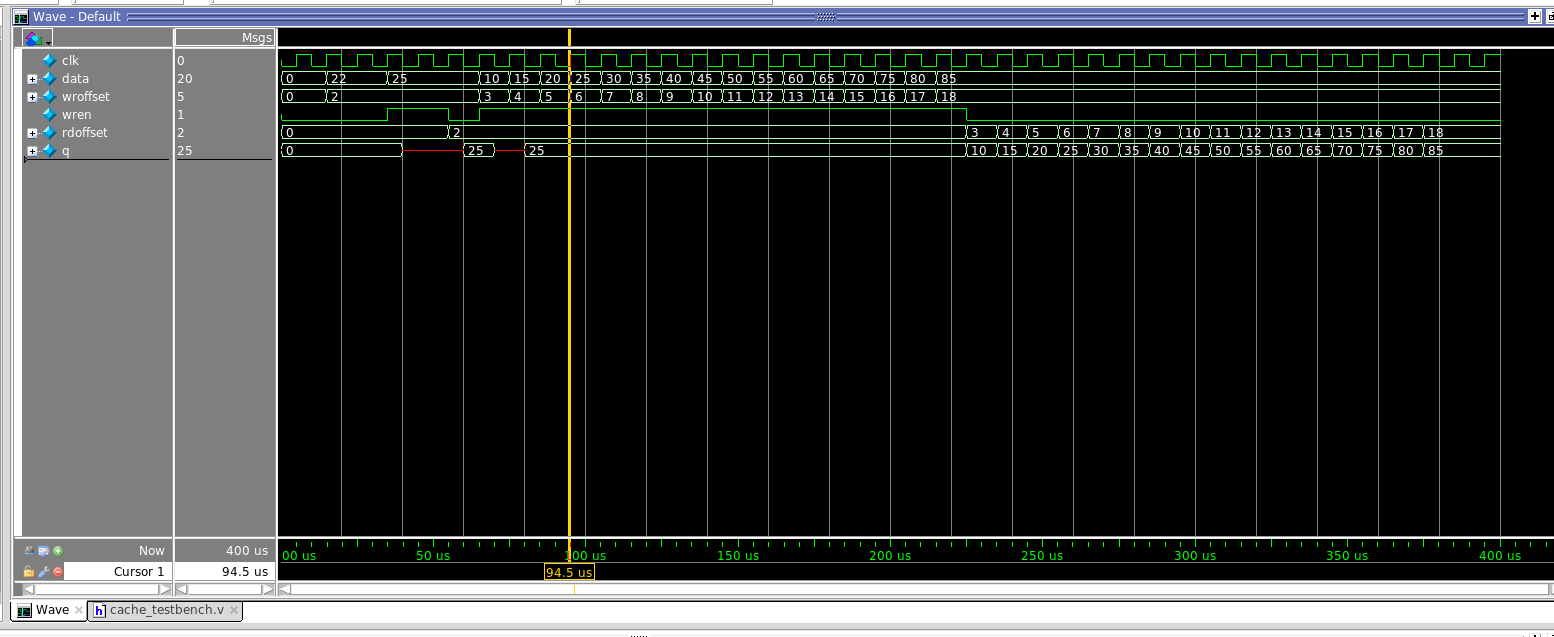 Wave - Default
Msgs
clk 0
data 20 0 22 25 10 15 20 25 30 35 40 45 50 55 60 65 70 75 80 85
wroffset 5 0 2 3 4 5 6 7 8 9 10 11 12 13 14 15 16 17 18
wren 1
rdoffset 2 0 2 3 4 5 6 7 8 9 10 11 12 13 14 15 16 17 18
q 25 0 25 25 10 15 20 25 30 35 40 45 50 55 60 65 70 75 80 85
Now 400 us 00 us 50 us 100 us 150 us 200 us 250 us 300 us 350 us 400 us
Cursor 1 94.5 us 94.5 us
Wave h cache_testbench.v